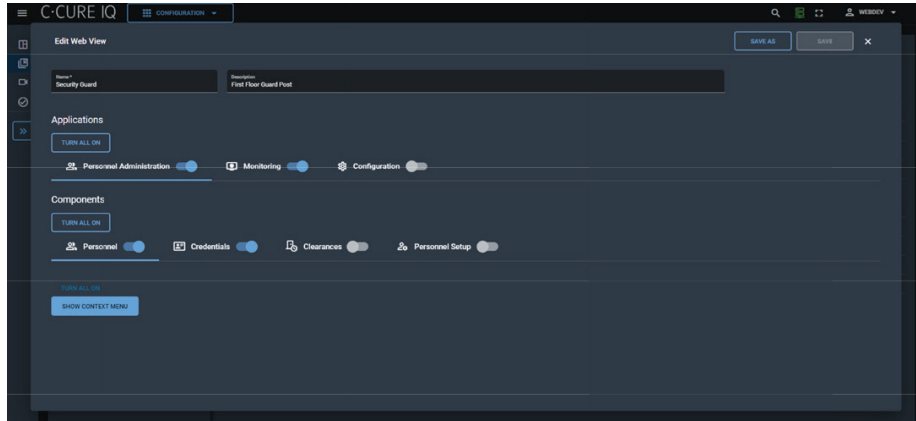 C•CURE IQ
CONFIGURATION
WEBDEV
Edit Web View
SAVE AS
SAVE
Name *
Security Guard
Description
First Floor Guard Post
Applications
TURN ALL ON
Personnel Administration
Monitoring
Configuration
Components
TURN ALL ON
Personnel
Credentials
Clearances
Personnel Setup
TURN ALL ON
SHOW CONTEXT MENU